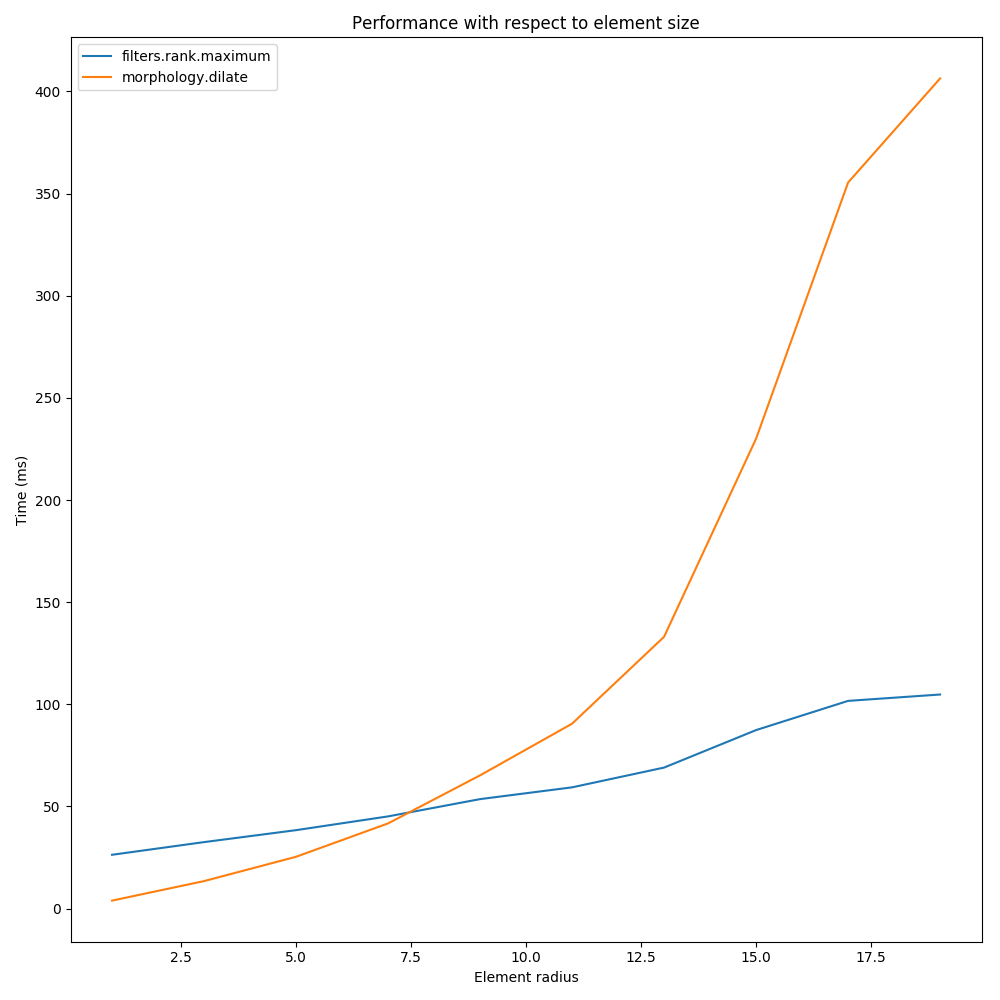 Performance with respect to element size
filters.rank.maximum
morphology.dilate
400
350
300
250
200
150
100
50
0
Time (ms)
2.5 5.0 7.5 10.0 12.5 15.0 17.5
Element radius